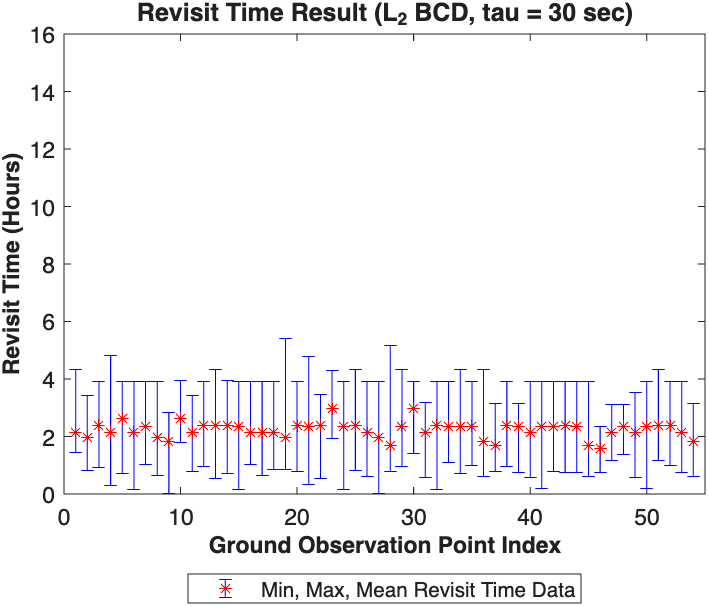 Revisit Time Result (L₂ BCD, tau = 30 sec)
16
14
12
10
8
6
4
2
0
Revisit Time (Hours)
0 10 20 30 40 50
Ground Observation Point Index
Min, Max, Mean Revisit Time Data